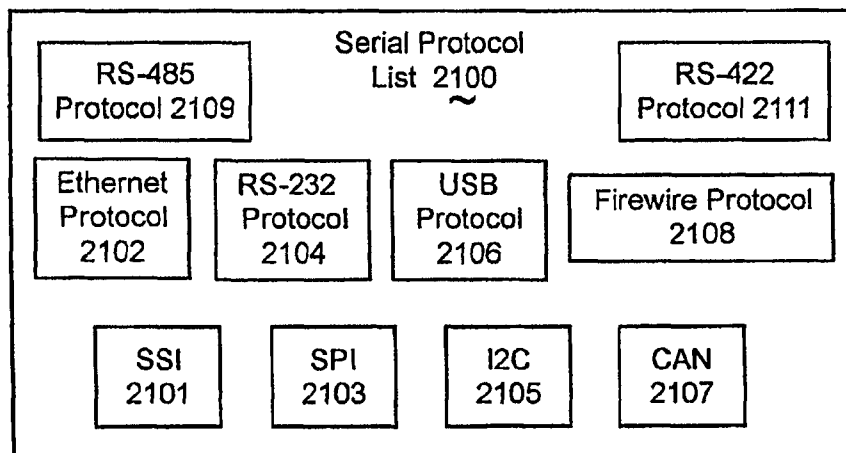 Serial Protocol
List 2100
RS-485
Protocol 2109
RS-422
Protocol 2111
Ethernet
Protocol
2102
RS-232
Protocol
2104
USB
Protocol
2106
Firewire Protocol
2108
SSI
2101
SPI
2103
I2C
2105
CAN
2107